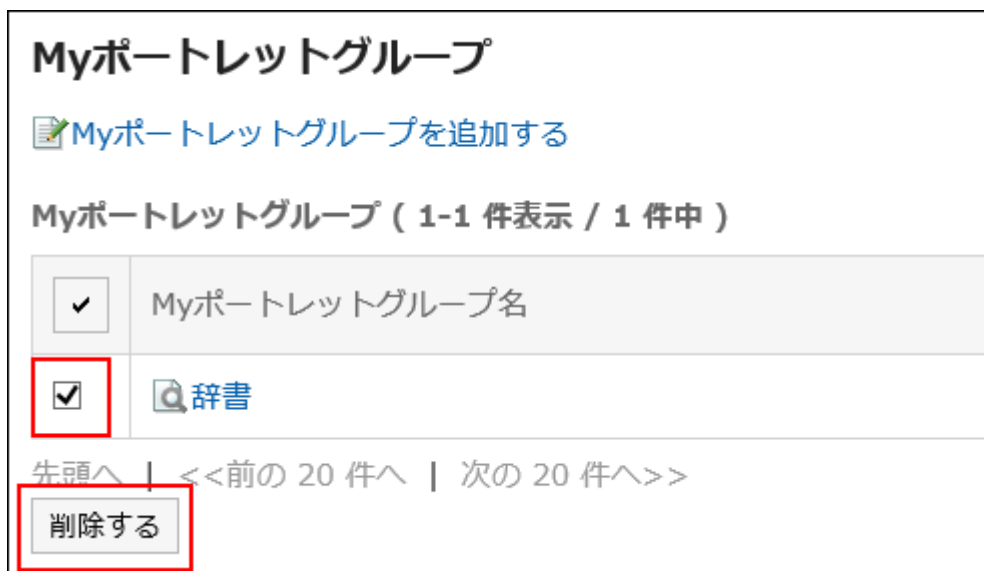 Myポートレットグループ
Myポートレットグループを追加する
Myポートレットグループ ( 1-1 件表示 / 1 件中 )
Myポートレットグループ名
辞書
先頭へ | <<前の 20 件へ | 次の 20 件へ>>
削除する